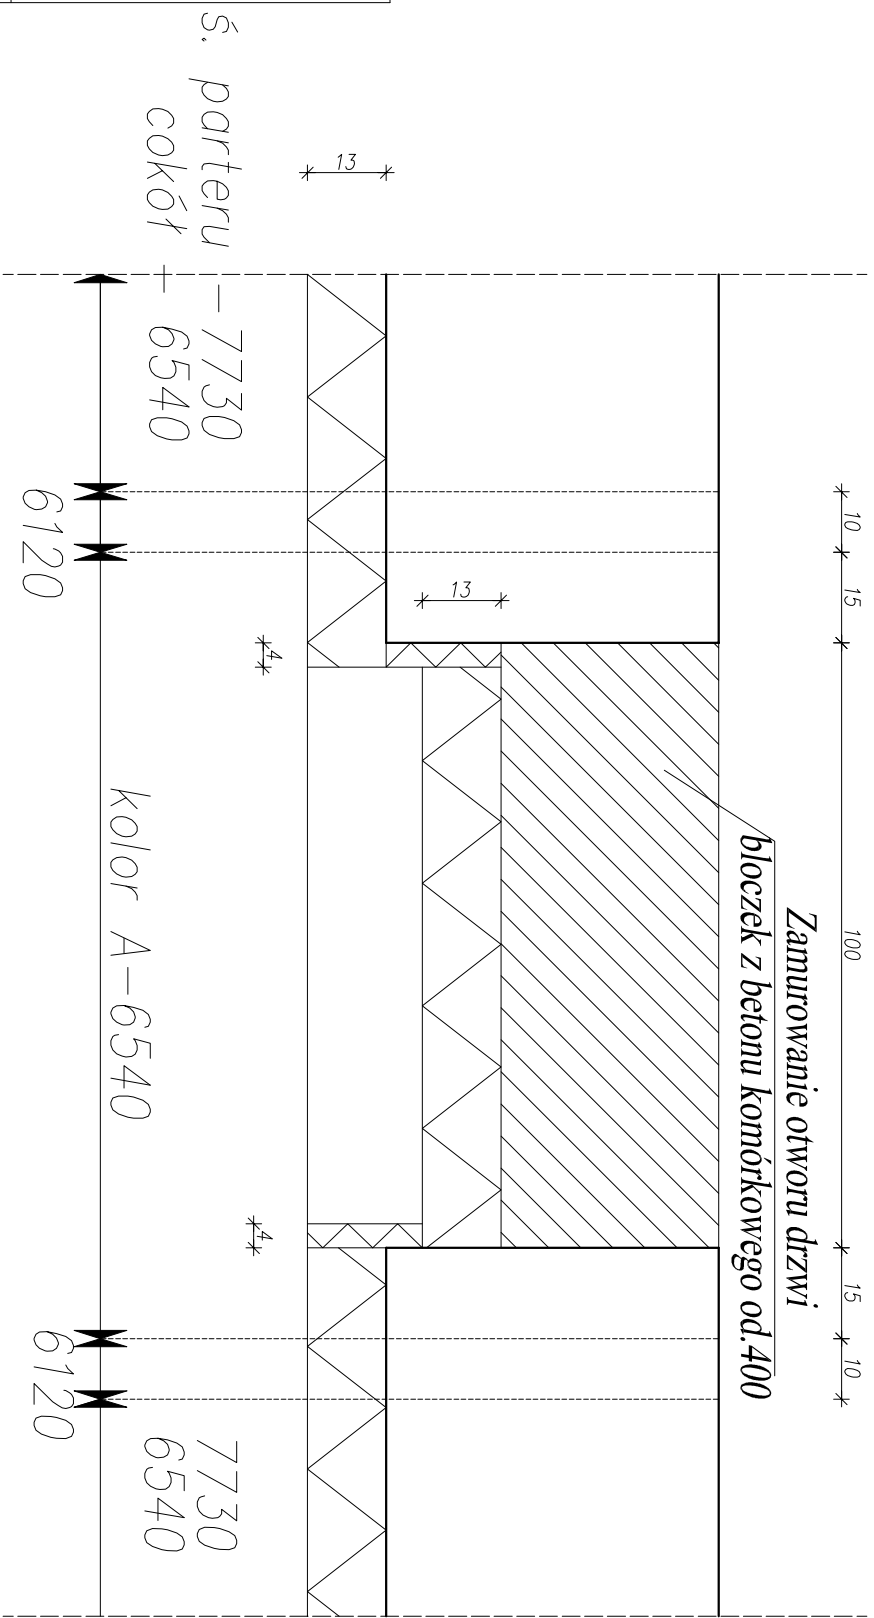 10
15
100
15
10
Zamurowanie otworu drzwi
bloczek z betonu komórkowego od.400
13
13
4
4
Ś. parteru - 7730
cokół - 6540
7730
6540
kolor A-6540
6120
6120